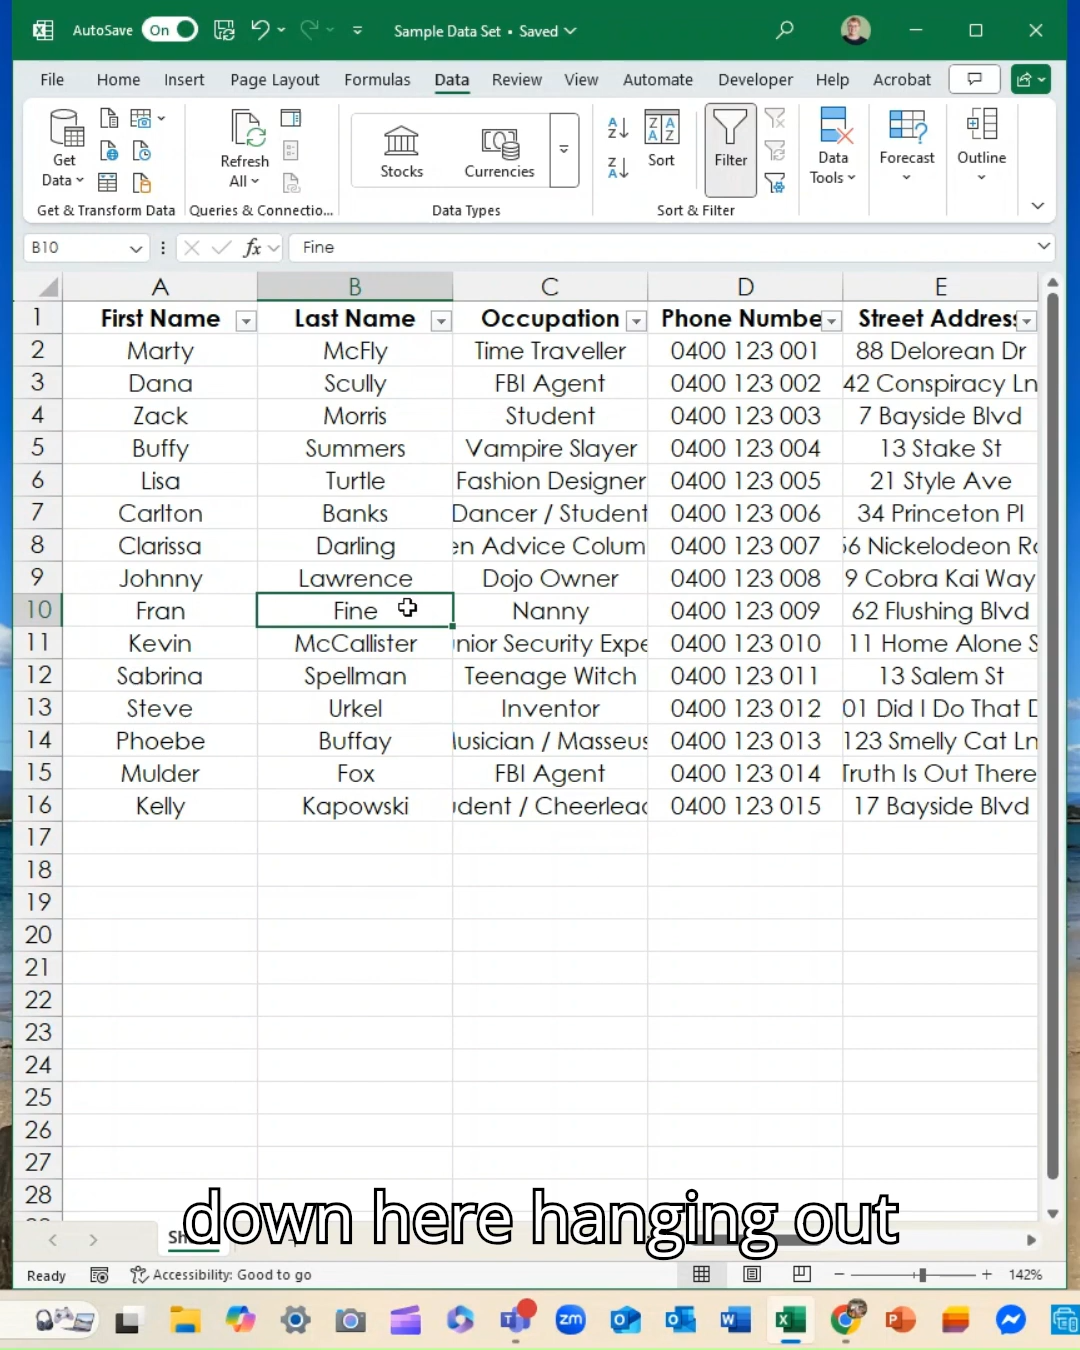 AutoSave On Sample Data Set • Saved
File Home Insert Page Layout Formulas Data Review View Automate Developer Help Acrobat
Get Data
Refresh All
Stocks
Currencies
Sort
Filter
Data Tools
Forecast
Outline
Get & Transform Data Queries & Connectio... Data Types Sort & Filter
B10 fx Fine
A B C D E
1 First Name Last Name Occupation Phone Numbe Street Address
2 Marty McFly Time Traveller 0400 123 001 88 Delorean Dr
3 Dana Scully FBI Agent 0400 123 002 42 Conspiracy Ln
4 Zack Morris Student 0400 123 003 7 Bayside Blvd
5 Buffy Summers Vampire Slayer 0400 123 004 13 Stake St
6 Lisa Turtle Fashion Designer 0400 123 005 21 Style Ave
7 Carlton Banks Dancer / Student 0400 123 006 34 Princeton Pl
8 Clarissa Darling en Advice Colum 0400 123 007 56 Nickelodeon Rd
9 Johnny Lawrence Dojo Owner 0400 123 008 9 Cobra Kai Way
10 Fran Fine Nanny 0400 123 009 62 Flushing Blvd
11 Kevin McCallister nior Security Expe 0400 123 010 11 Home Alone S
12 Sabrina Spellman Teenage Witch 0400 123 011 13 Salem St
13 Steve Urkel Inventor 0400 123 012 01 Did I Do That D
14 Phoebe Buffay Musician / Masseus 0400 123 013 123 Smelly Cat Ln
15 Mulder Fox FBI Agent 0400 123 014 Truth Is Out There
16 Kelly Kapowski udent / Cheerleac 0400 123 015 17 Bayside Blvd
17
18
19
20
21
22
23
24
25
26
27
28
down here hanging out
Sh
Ready Accessibility: Good to go 142%